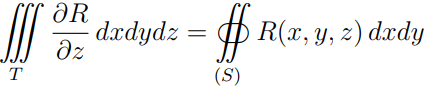 ∭_T ∂R/∂z dxdydz = ∯_(S) R(x, y, z) dxdy